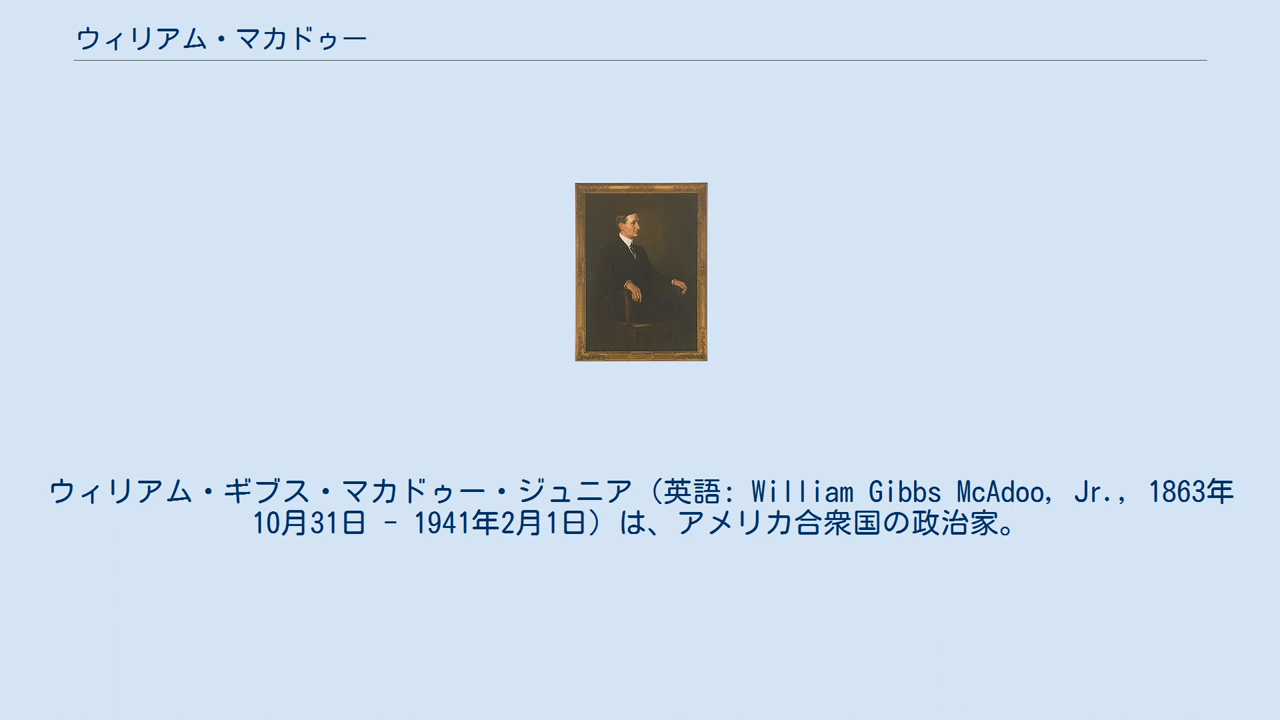 ウィリアム・マカドゥー
ウィリアム・ギブス・マカドゥー・ジュニア（英語: William Gibbs McAdoo, Jr., 1863年
10月31日 - 1941年2月1日）は、アメリカ合衆国の政治家。